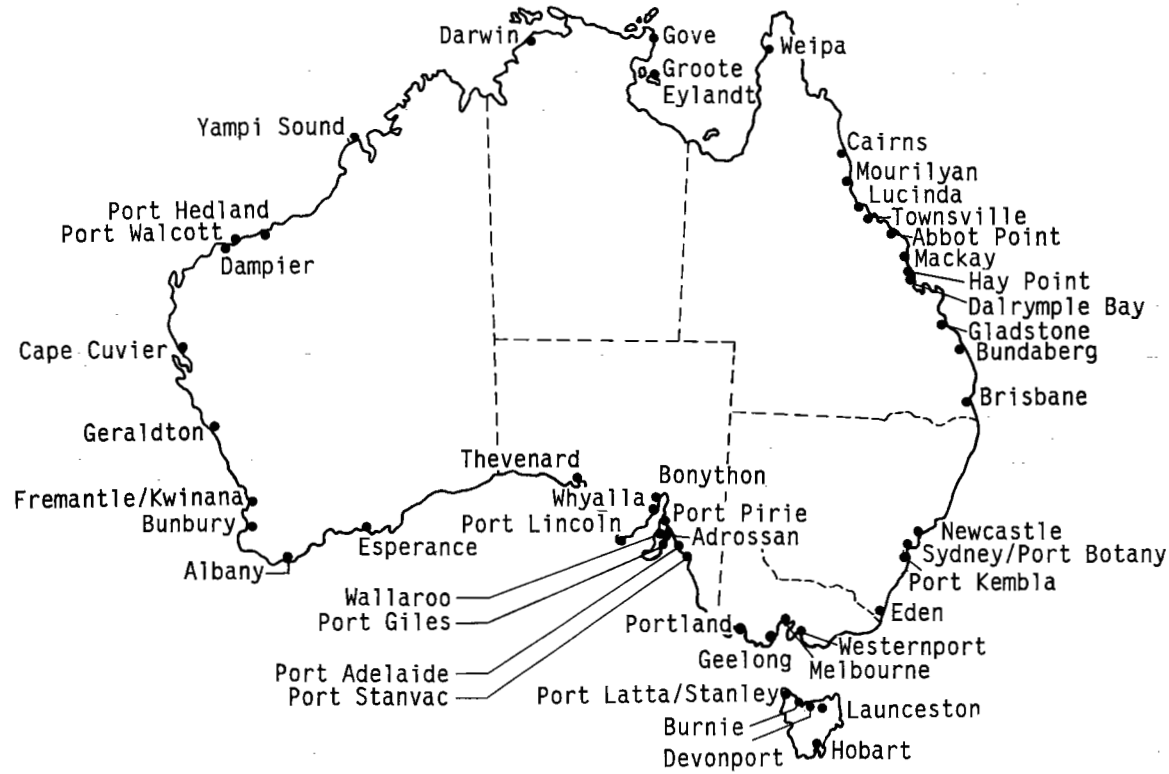 Darwin
Gove
Weipa
Groote
Eylandt
Yampi Sound
Cairns
Mourilyan
Lucinda
Port Hedland
Townsville
Port Walcott
Abbot Point
Mackay
Dampier
Hay Point
Dalrymple Bay
Gladstone
Cape Cuvier
Bundaberg
Brisbane
Geraldton
Thevenard
Bonython
Fremantle/Kwinana
Whyalla
Port Pirie
Bunbury
Port Lincoln
Adrossan
Newcastle
Esperance
Sydney/Port Botany
Albany
Port Kembla
Wallaroo
Eden
Port Giles
Portland
Westernport
Geelong
Melbourne
Port Adelaide
Port Stanvac
Port Latta/Stanley
Launceston
Burnie
Devonport
Hobart